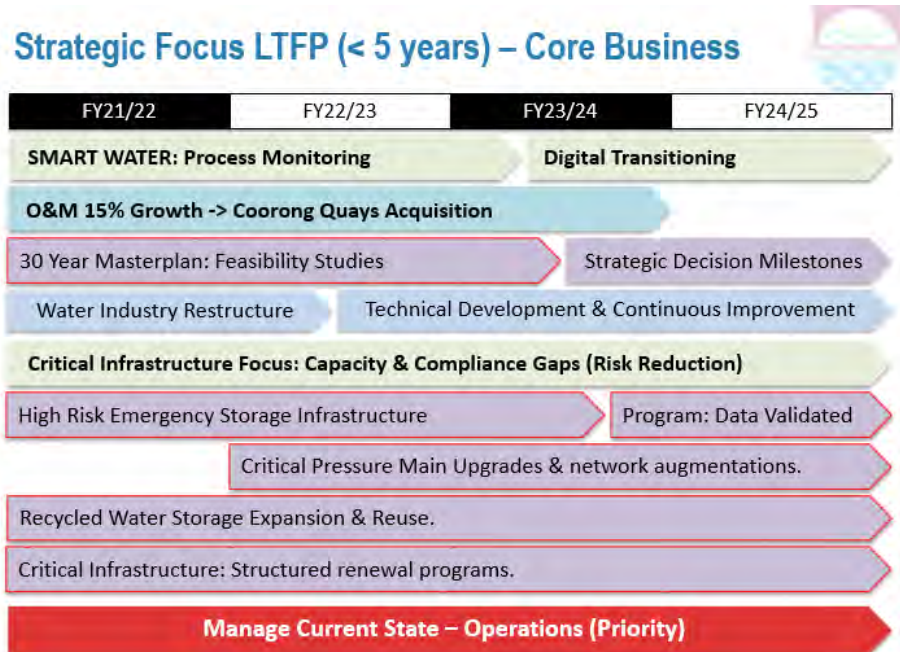 Strategic Focus LTFP (< 5 years) – Core Business
FY21/22 FY22/23 FY23/24 FY24/25
SMART WATER: Process Monitoring Digital Transitioning
O&M 15% Growth -> Coorong Quays Acquisition
30 Year Masterplan: Feasibility Studies Strategic Decision Milestones
Water Industry Restructure Technical Development & Continuous Improvement
Critical Infrastructure Focus: Capacity & Compliance Gaps (Risk Reduction)
High Risk Emergency Storage Infrastructure Program: Data Validated
Critical Pressure Main Upgrades & network augmentations.
Recycled Water Storage Expansion & Reuse.
Critical Infrastructure: Structured renewal programs.
Manage Current State – Operations (Priority)